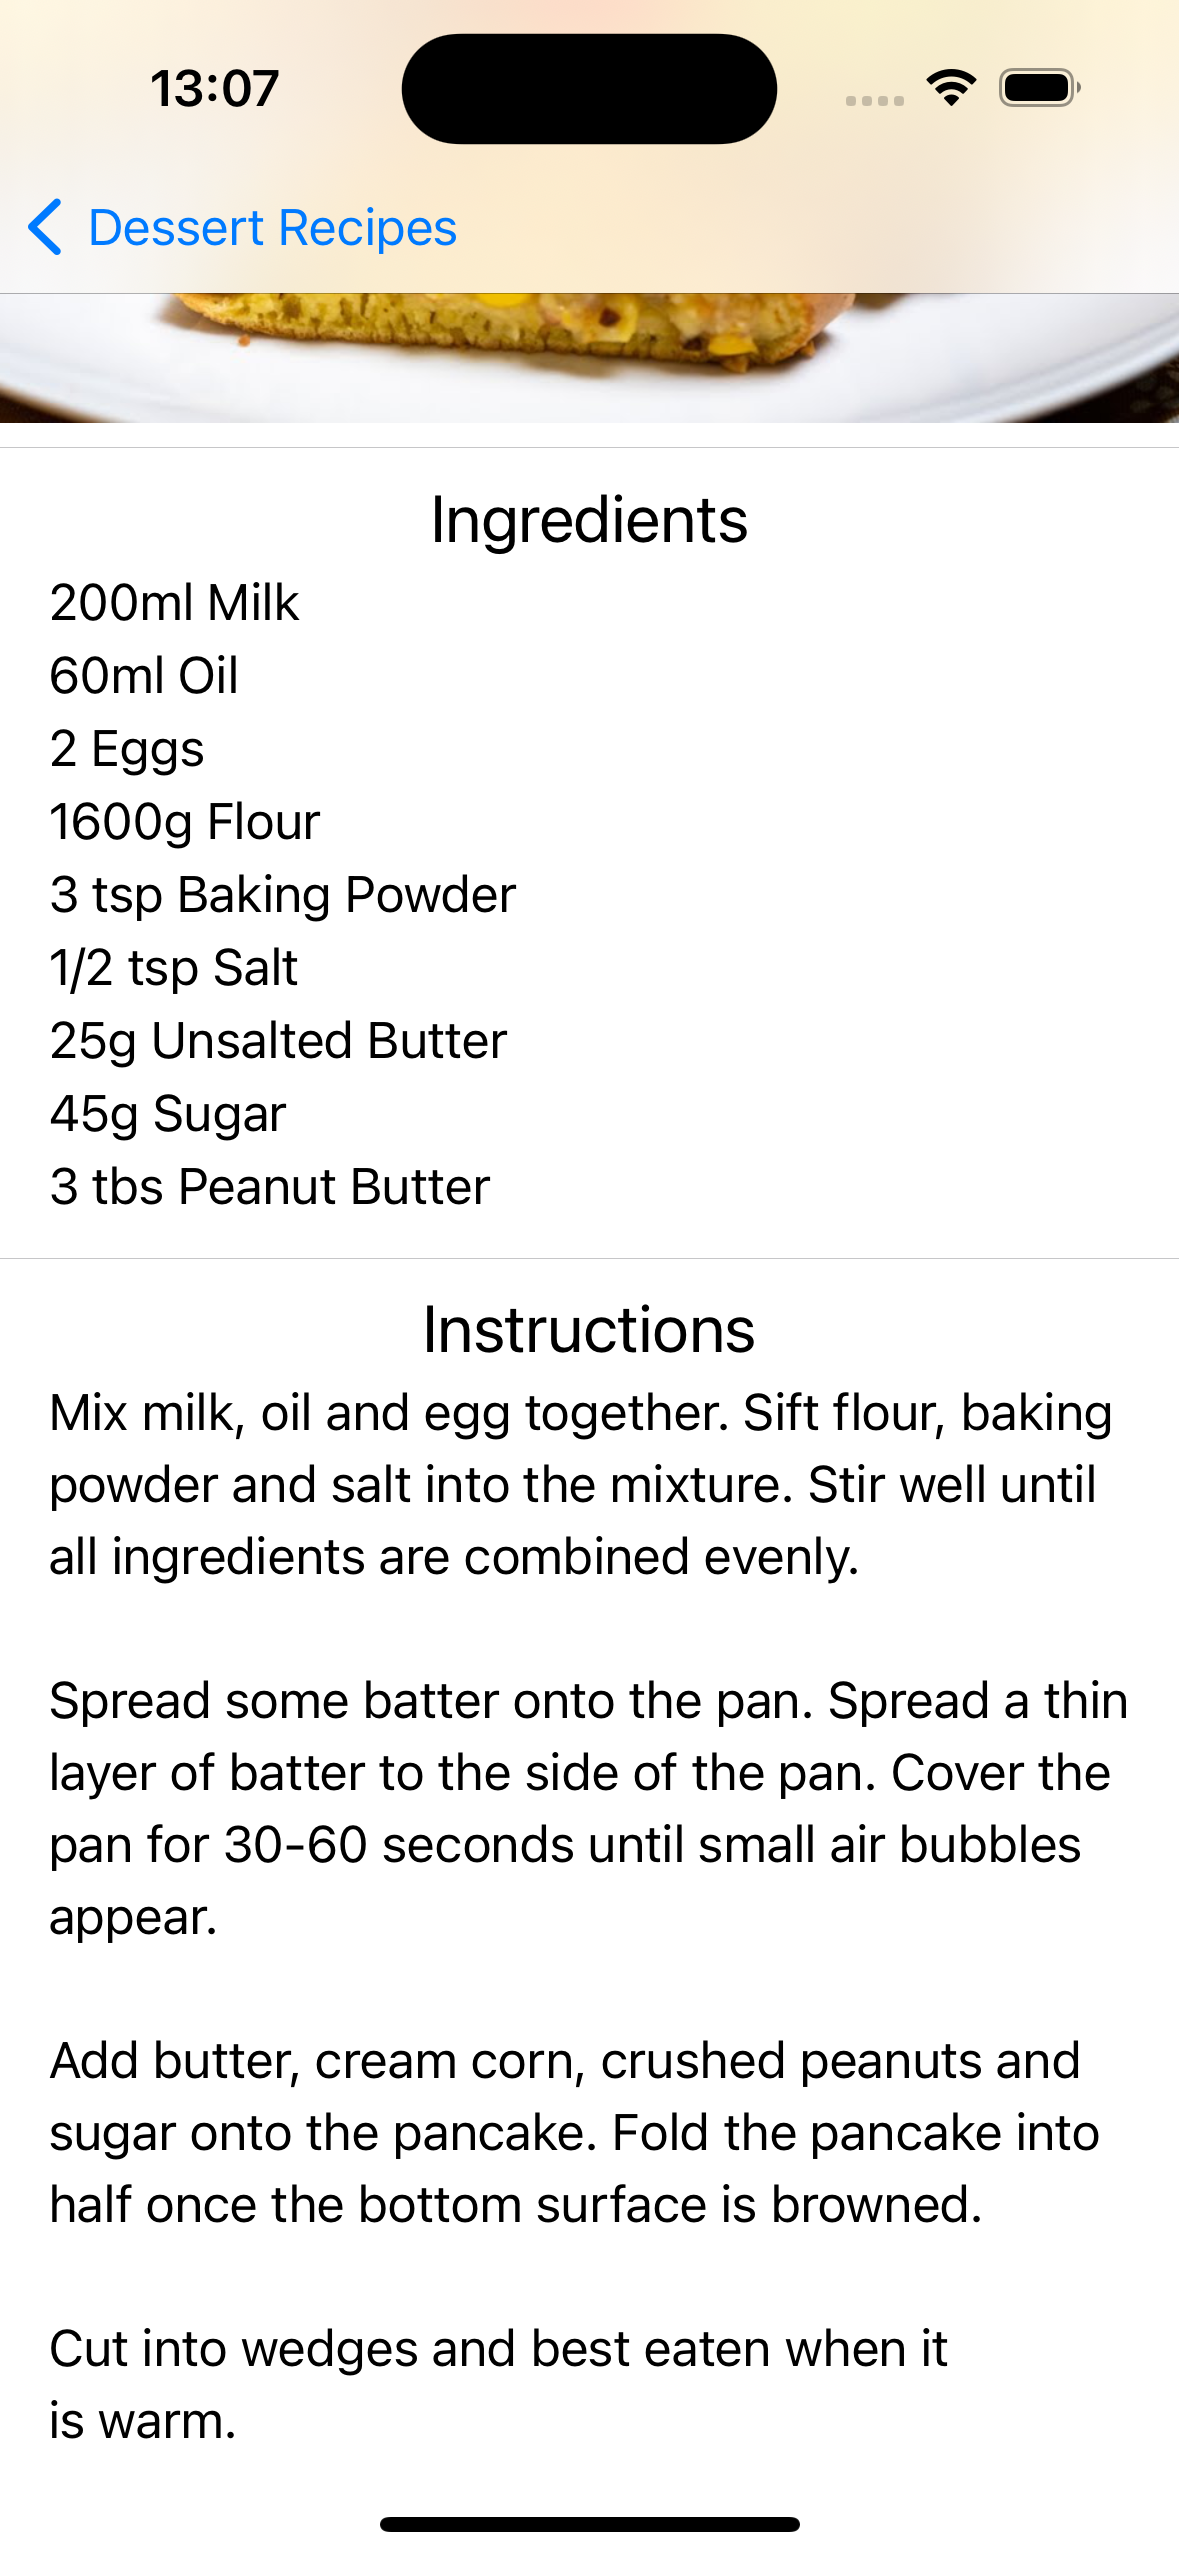 13:07
Dessert Recipes
Ingredients
200ml Milk
60ml Oil
2 Eggs
1600g Flour
3 tsp Baking Powder
1/2 tsp Salt
25g Unsalted Butter
45g Sugar
3 tbs Peanut Butter
Instructions
Mix milk, oil and egg together. Sift flour, baking
powder and salt into the mixture. Stir well until
all ingredients are combined evenly.
Spread some batter onto the pan. Spread a thin
layer of batter to the side of the pan. Cover the
pan for 30-60 seconds until small air bubbles
appear.
Add butter, cream corn, crushed peanuts and
sugar onto the pancake. Fold the pancake into
half once the bottom surface is browned.
Cut into wedges and best eaten when it
is warm.